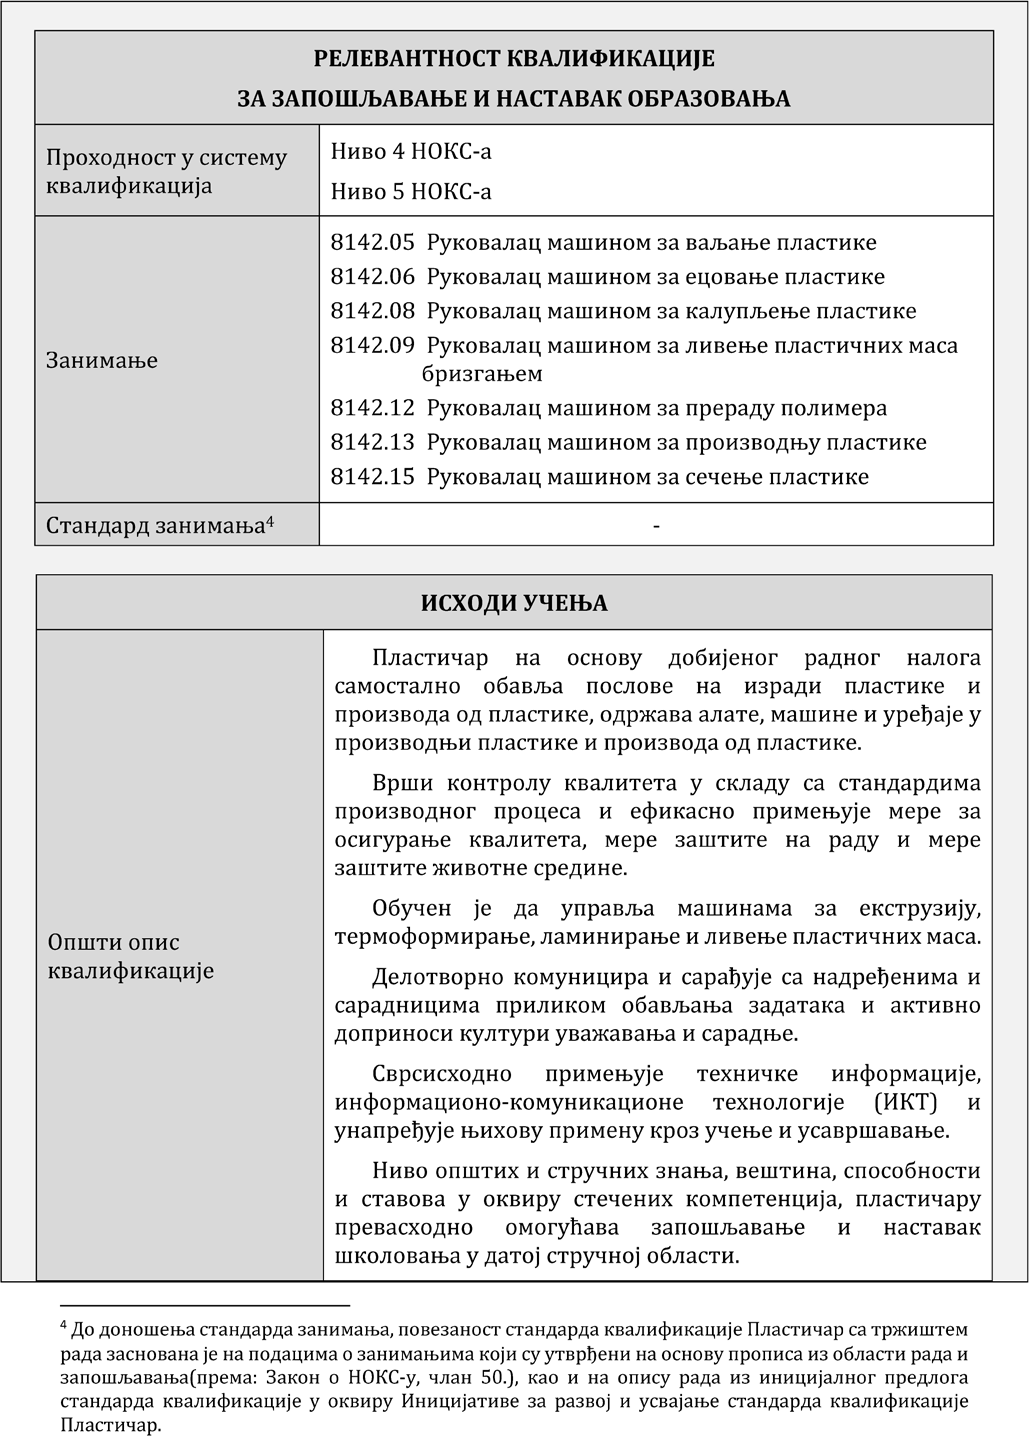 РЕЛЕВАНТНОСТ КВАЛИФИКАЦИЈЕ
ЗА ЗАПОШЉАВАЊЕ И НАСТАВАК ОБРАЗОВАЊА
Проходност у систему
квалификација
Ниво 4 НОКС-а
Ниво 5 НОКС-а
Занимање
8142.05 Руковалац машином за ваљање пластике
8142.06 Руковалац машином за ецовање пластике
8142.08 Руковалац машином за калупљење пластике
8142.09 Руковалац машином за ливење пластичних маса
бризгањем
8142.12 Руковалац машином за прераду полимера
8142.13 Руковалац машином за производњу пластике
8142.15 Руковалац машином за сечење пластике
Стандард занимања⁴
-
ИСХОДИ УЧЕЊА
Општи опис
квалификације
Пластичар на основу добијеног радног налога
самостално обавља послове на изради пластике и
производа од пластике, одржава алате, машине и уређаје у
производњи пластике и производа од пластике.
Врши контролу квалитета у складу са стандардима
производног процеса и ефикасно примењује мере за
осигурање квалитета, мере заштите на раду и мере
заштите животне средине.
Обучен је да управља машинама за екструзију,
термоформирање, ламинирање и ливење пластичних маса.
Делотворно комуницира и сарађује са надређенима и
сарадницима приликом обављања задатака и активно
доприноси култури уважавања и сарадње.
Сврсисходно примењује техничке информације,
информационо-комуникационе технологије (ИКТ) и
унапређује њихову примену кроз учење и усавршавање.
Ниво општих и стручних знања, вештина, способности
и ставова у оквиру стечених компетенција, пластичару
превасходно омогућава запошљавање и наставак
школовања у датој стручној области.
⁴ До доношења стандарда занимања, повезаност стандарда квалификације Пластичар са тржиштем
рада заснована је на подацима о занимањима који су утврђени на основу прописа из области рада и
запошљавања(према: Закон о НОКС-у, члан 50.), као и на опису рада из иницијалног предлога
стандарда квалификације у оквиру Иницијативе за развој и усвајање стандарда квалификације
Пластичар.